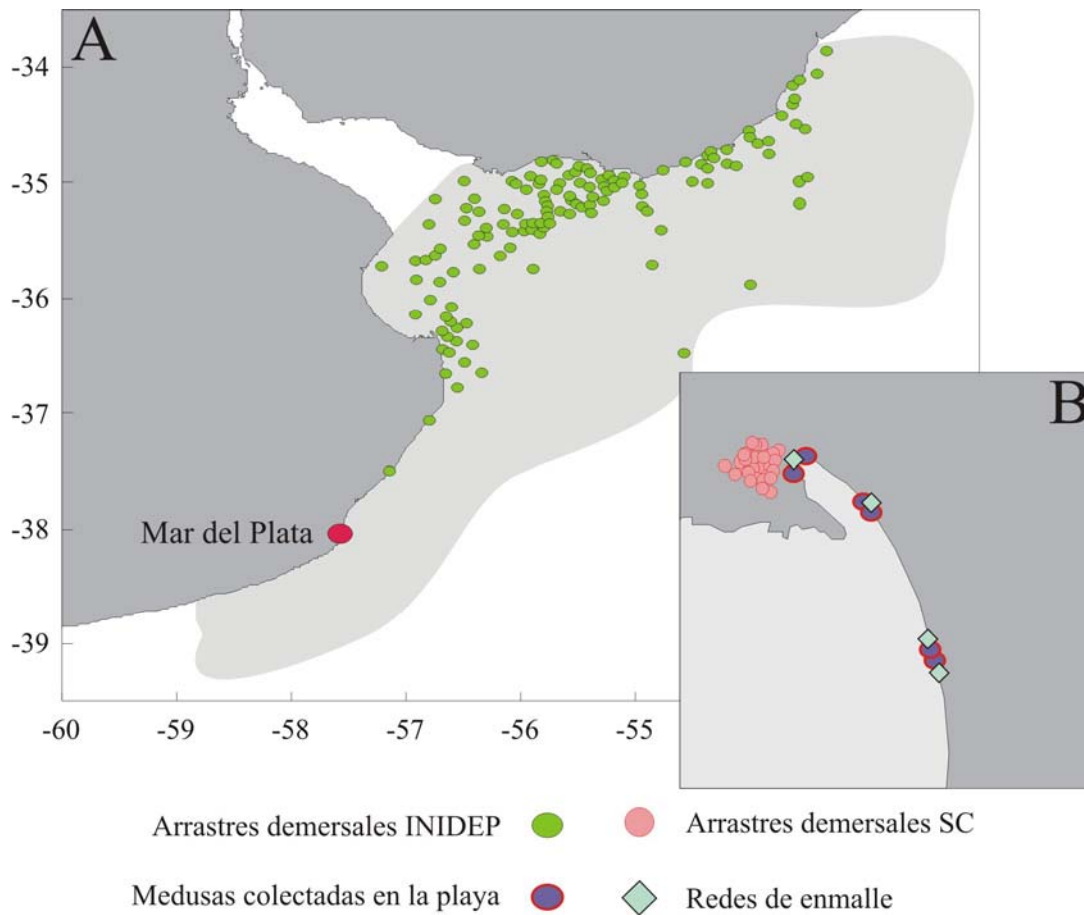 A
-34
-35
-36
-37
Mar del Plata
-38
-39
-60 -59 -58 -57 -56 -55
B
Arrastres demersales INIDEP
Arrastres demersales SC
Medusas colectadas en la playa
Redes de enmalle